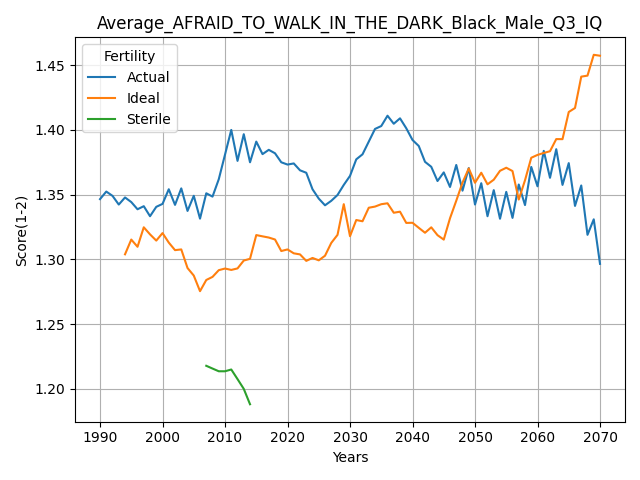 Average_AFRAID_TO_WALK_IN_THE_DARK_Black_Male_Q3_IQ
Fertility
Actual
Ideal
Sterile
Score(1-2)
1.45
1.40
1.35
1.30
1.25
1.20
1990 2000 2010 2020 2030 2040 2050 2060 2070
Years